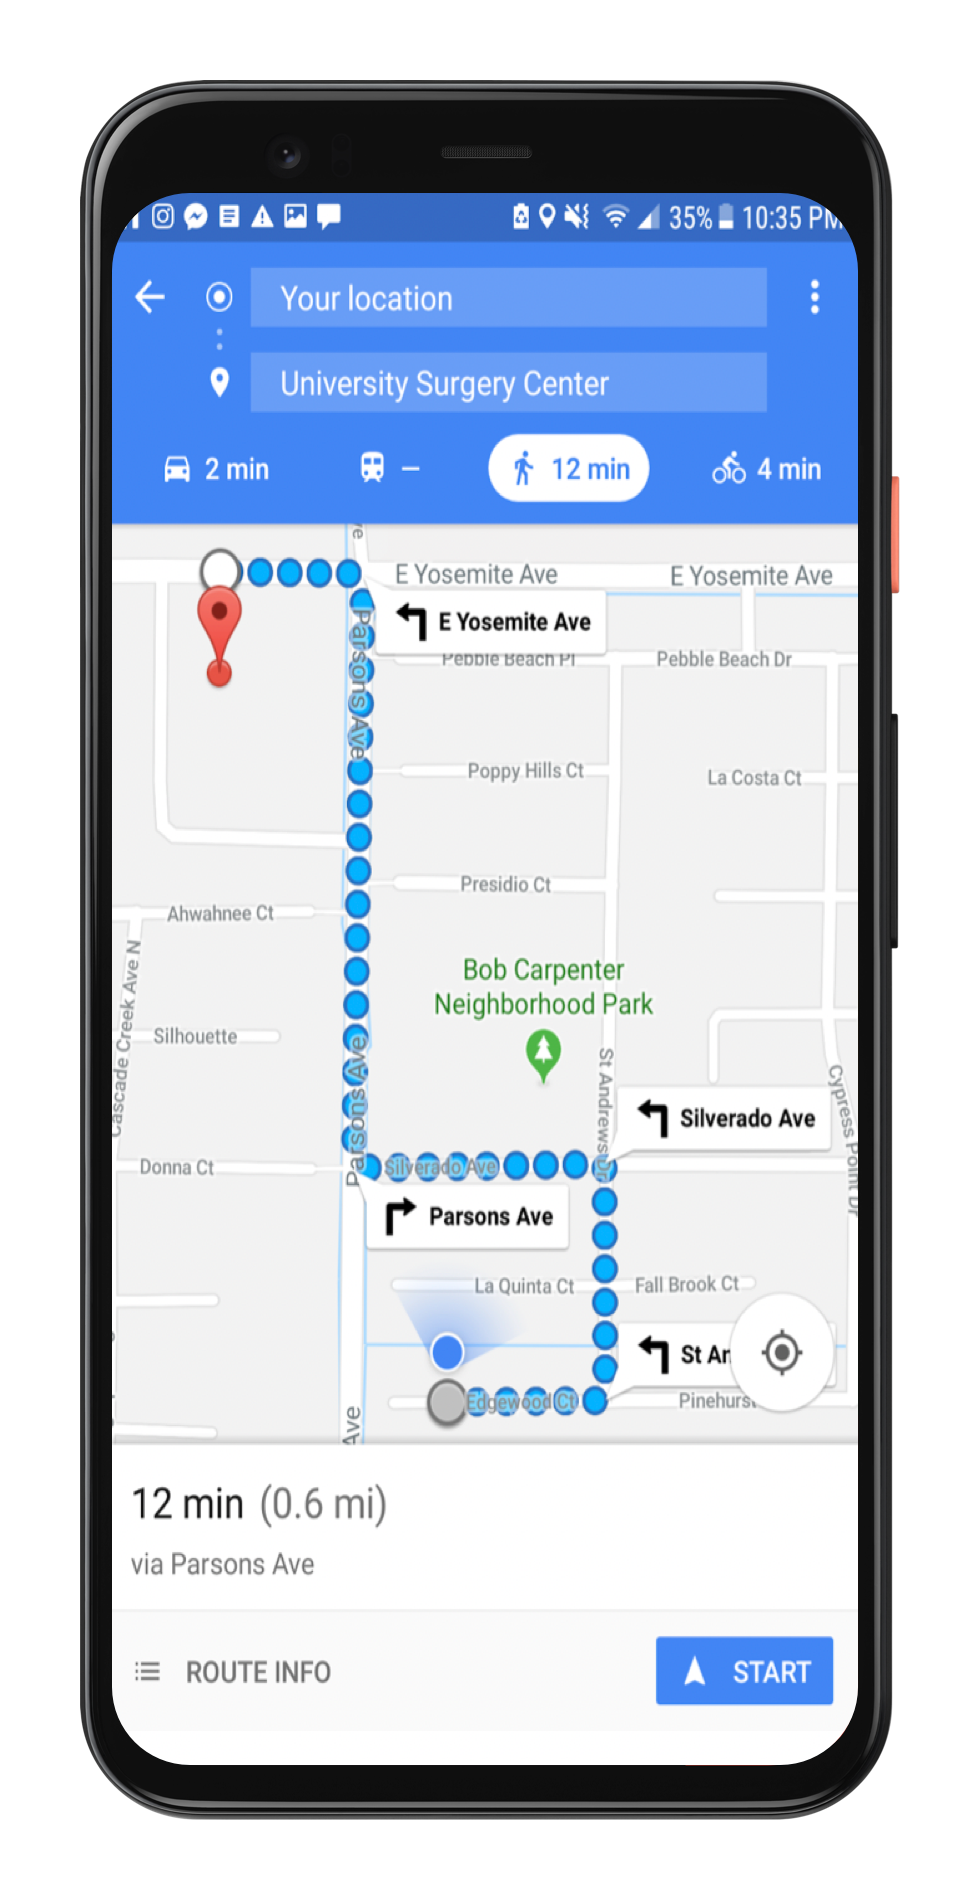 35% 10:35 PM
Your location
University Surgery Center
2 min
–
12 min
4 min
E Yosemite Ave
E Yosemite Ave
E Yosemite Ave
Parsons Ave
Pebble Beach Pl
Pebble Beach Dr
Poppy Hills Ct
La Costa Ct
Presidio Ct
Ahwahnee Ct
Cascade Creek Ave N
Bob Carpenter
Neighborhood Park
Silhouette
Parsons Ave
St Andrews Dr
Cypress Point Dr
Silverado Ave
Donna Ct
Silverado Ave
Parsons Ave
La Quinta Ct
Fall Brook Ct
St An
Edgewood Ct
Pinehurst
Ave
12 min (0.6 mi)
via Parsons Ave
ROUTE INFO
START